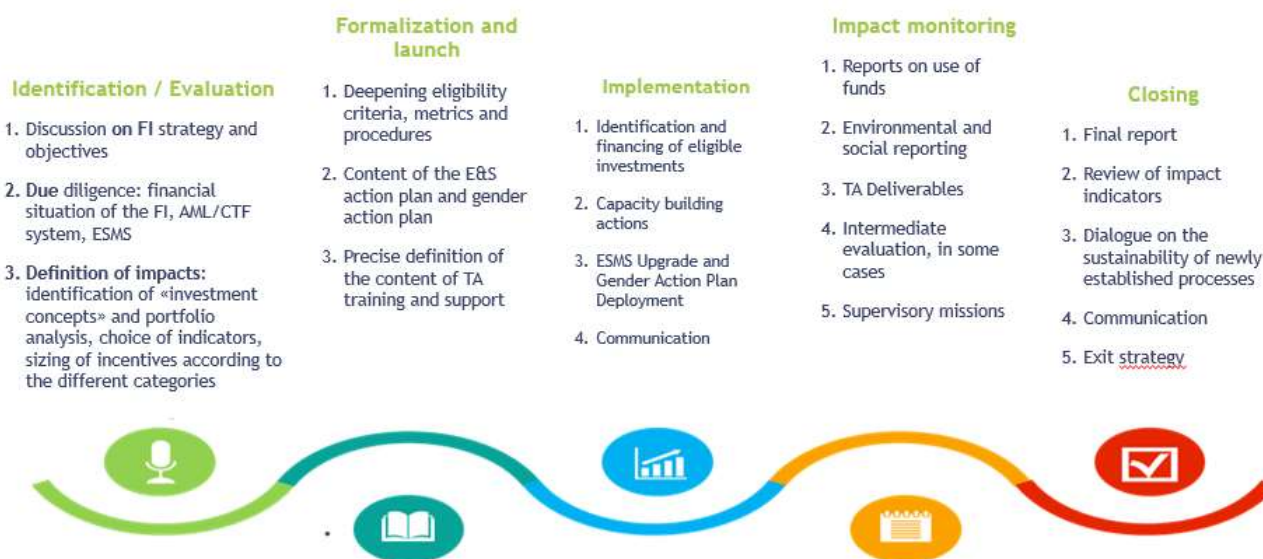 Identification / Evaluation
1. Discussion on FI strategy and
objectives
2. Due diligence: financial
situation of the FI, AML/CTF
system, ESMS
3. Definition of impacts:
identification of «investment
concepts» and portfolio
analysis, choice of indicators,
sizing of incentives according to
the different categories
Formalization and
launch
1. Deepening eligibility
criteria, metrics and
procedures
2. Content of the E&S
action plan and gender
action plan
3. Precise definition of
the content of TA
training and support
Implementation
1. Identification and
financing of eligible
investments
2. Capacity building
actions
3. ESMS Upgrade and
Gender Action Plan
Deployment
4. Communication
Impact monitoring
1. Reports on use of
funds
2. Environmental and
social reporting
3. TA Deliverables
4. Intermediate
evaluation, in some
cases
5. Supervisory missions
Closing
1. Final report
2. Review of impact
indicators
3. Dialogue on the
sustainability of newly
established processes
4. Communication
5. Exit strategy